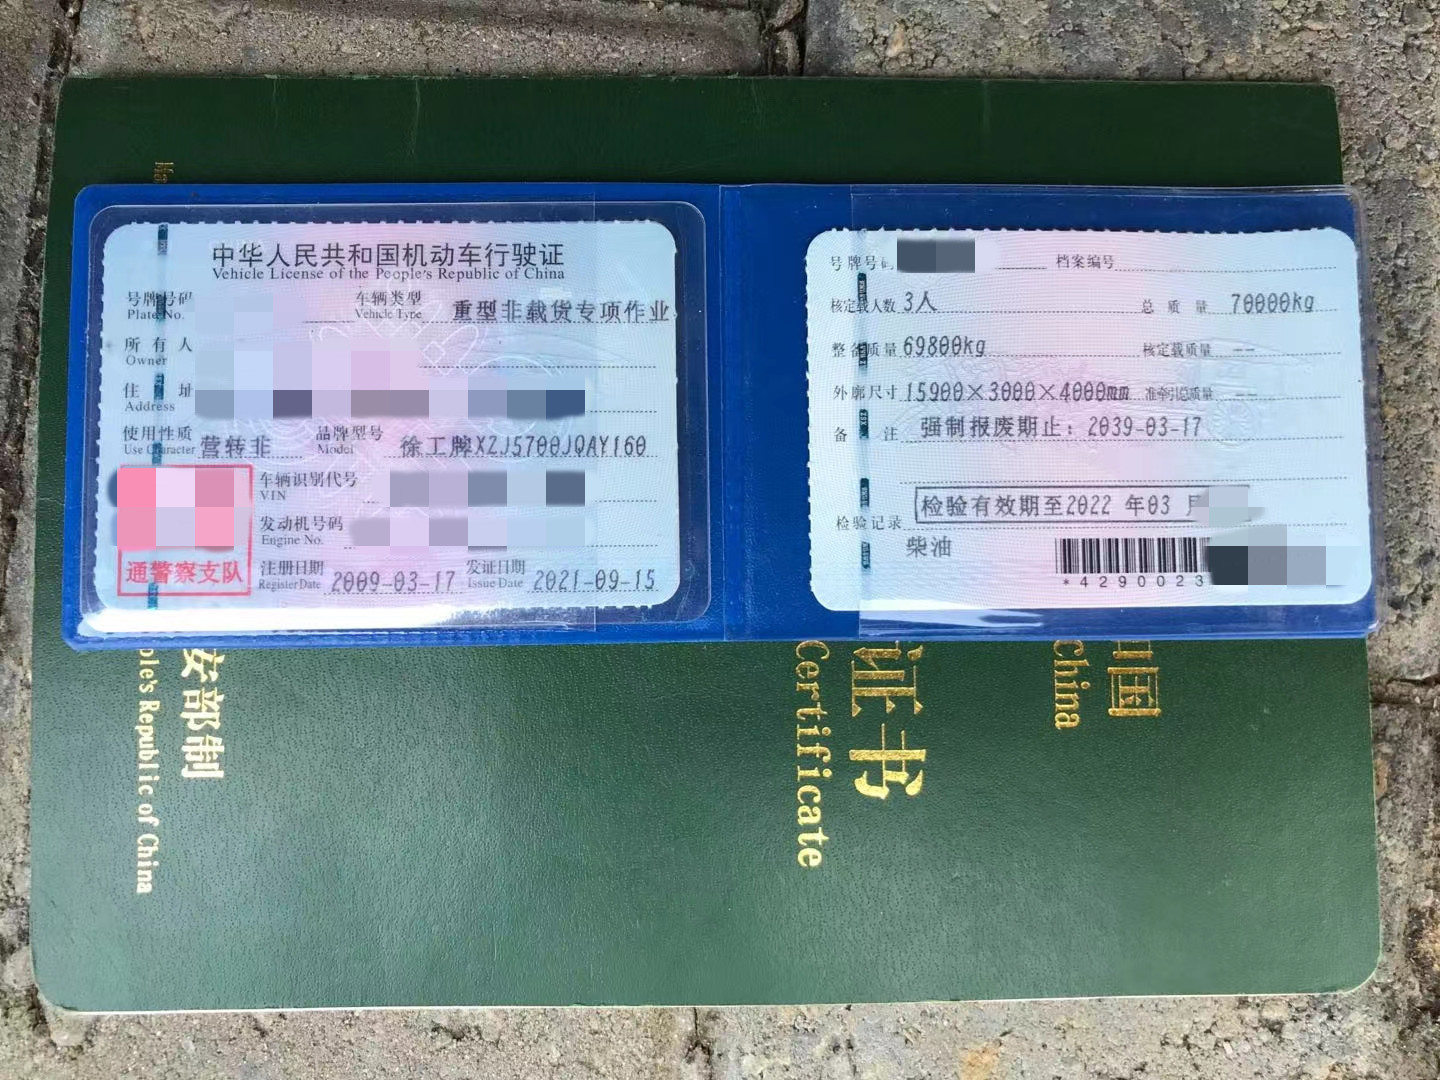 中华人民共和国机动车行驶证
Vehicle License of the People's Republic of China
号牌号码
Plate No.
车辆类型
Vehicle Type
重型非载货专项作业
所有人
Owner
住址
Address
使用性质
Use Character
营转非
品牌型号
Model
徐工牌XZJ5700JQAY160
车辆识别代号
VIN
发动机号码
Engine No.
通警察支队
注册日期
Register Date
2009-03-17
发证日期
Issue Date
2021-09-15
号牌号码
档案编号
核定载人数 3人
总质量 70000kg
整备质量 69800kg
核定载质量 --
外廓尺寸 15900×3000×4000mm
准牵引总质量 --
备注 强制报废期止：2039-03-17
检验记录
检验有效期至2022 年03 月
柴油
*4290023
安部制
ple's Republic of China
证书
Certificate
和国
China